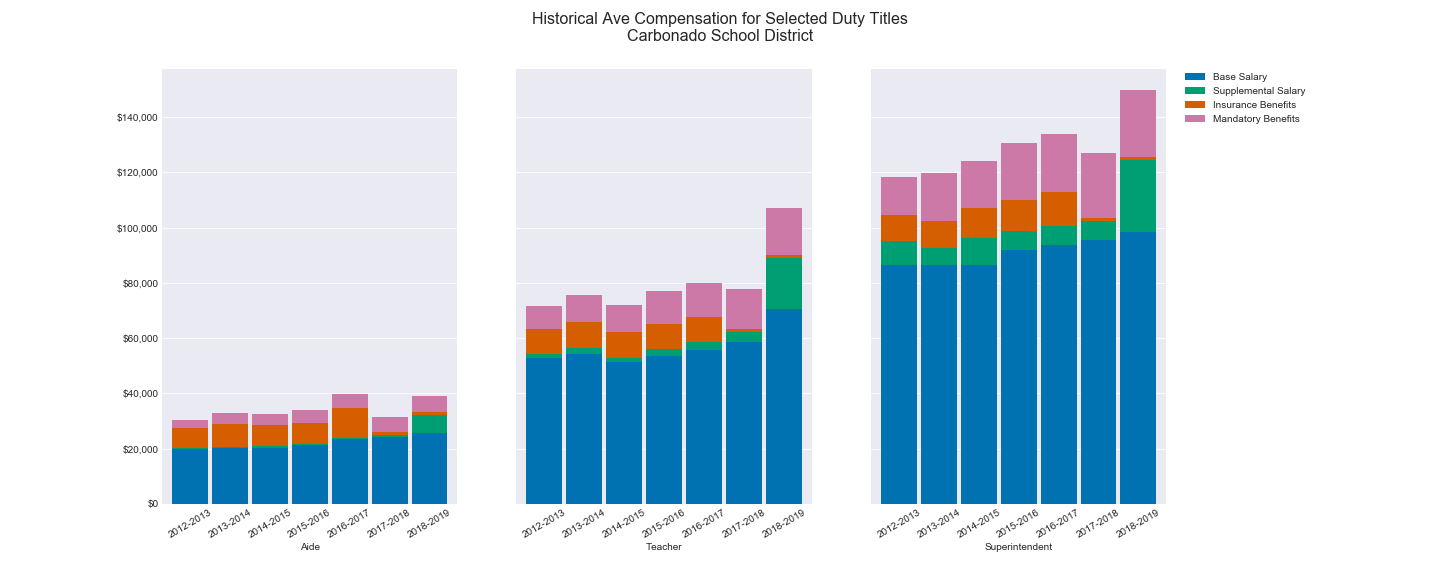 Historical Ave Compensation for Selected Duty Titles
Carbonado School District
Base Salary
Supplemental Salary
Insurance Benefits
Mandatory Benefits
$140,000
$120,000
$100,000
$80,000
$60,000
$40,000
$20,000
$0
2012-2013 2013-2014 2014-2015 2015-2016 2016-2017 2017-2018 2018-2019
Aide
2012-2013 2013-2014 2014-2015 2015-2016 2016-2017 2017-2018 2018-2019
Teacher
2012-2013 2013-2014 2014-2015 2015-2016 2016-2017 2017-2018 2018-2019
Superintendent